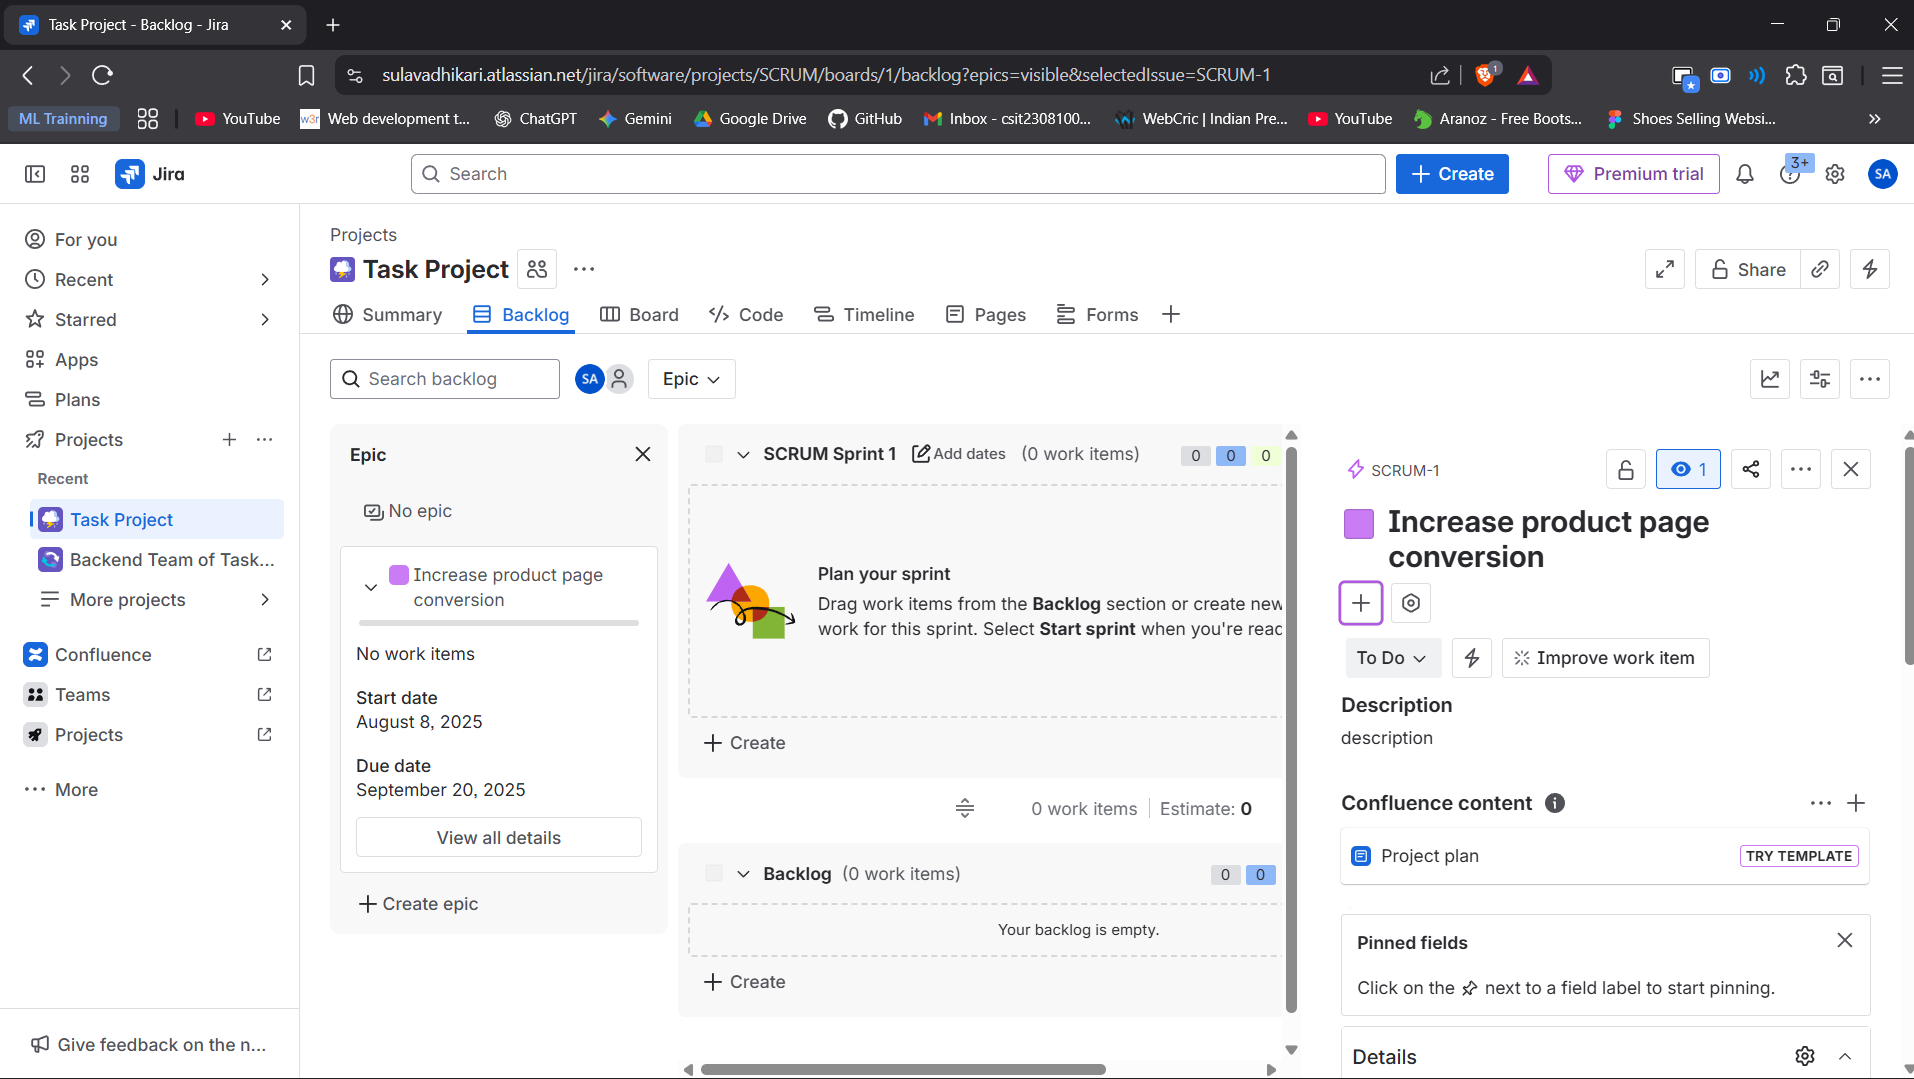 Task Project - Backlog - Jira
sulavadhikari.atlassian.net/jira/software/projects/SCRUM/boards/1/backlog?epics=visible&selectedIssue=SCRUM-1
1
ML Trainning
YouTube
w3r
Web development t...
ChatGPT
Gemini
Google Drive
GitHub
Inbox - csit2308100...
WebCric | Indian Pre...
YouTube
Aranoz - Free Boots...
Shoes Selling Websi...
Jira
Search
Create
Premium trial
3+
SA
For you
Recent
Starred
Apps
Plans
Projects
Recent
Task Project
Backend Team of Task...
More projects
Confluence
Teams
Projects
More
Give feedback on the n...
Projects
Task Project
Share
Summary
Backlog
Board
Code
Timeline
Pages
Forms
Search backlog
SA
Epic
Epic
No epic
Increase product page
conversion
No work items
Start date
August 8, 2025
Due date
September 20, 2025
View all details
Create epic
SCRUM Sprint 1
Add dates
(0 work items)
0
0
0
Plan your sprint
Drag work items from the Backlog section or create new
work for this sprint. Select Start sprint when you're read
Create
0 work items
Estimate: 0
Backlog
(0 work items)
0
0
Your backlog is empty.
Create
SCRUM-1
1
Increase product page
conversion
To Do
Improve work item
Description
description
Confluence content
Project plan
TRY TEMPLATE
Pinned fields
Click on the
next to a field label to start pinning.
Details